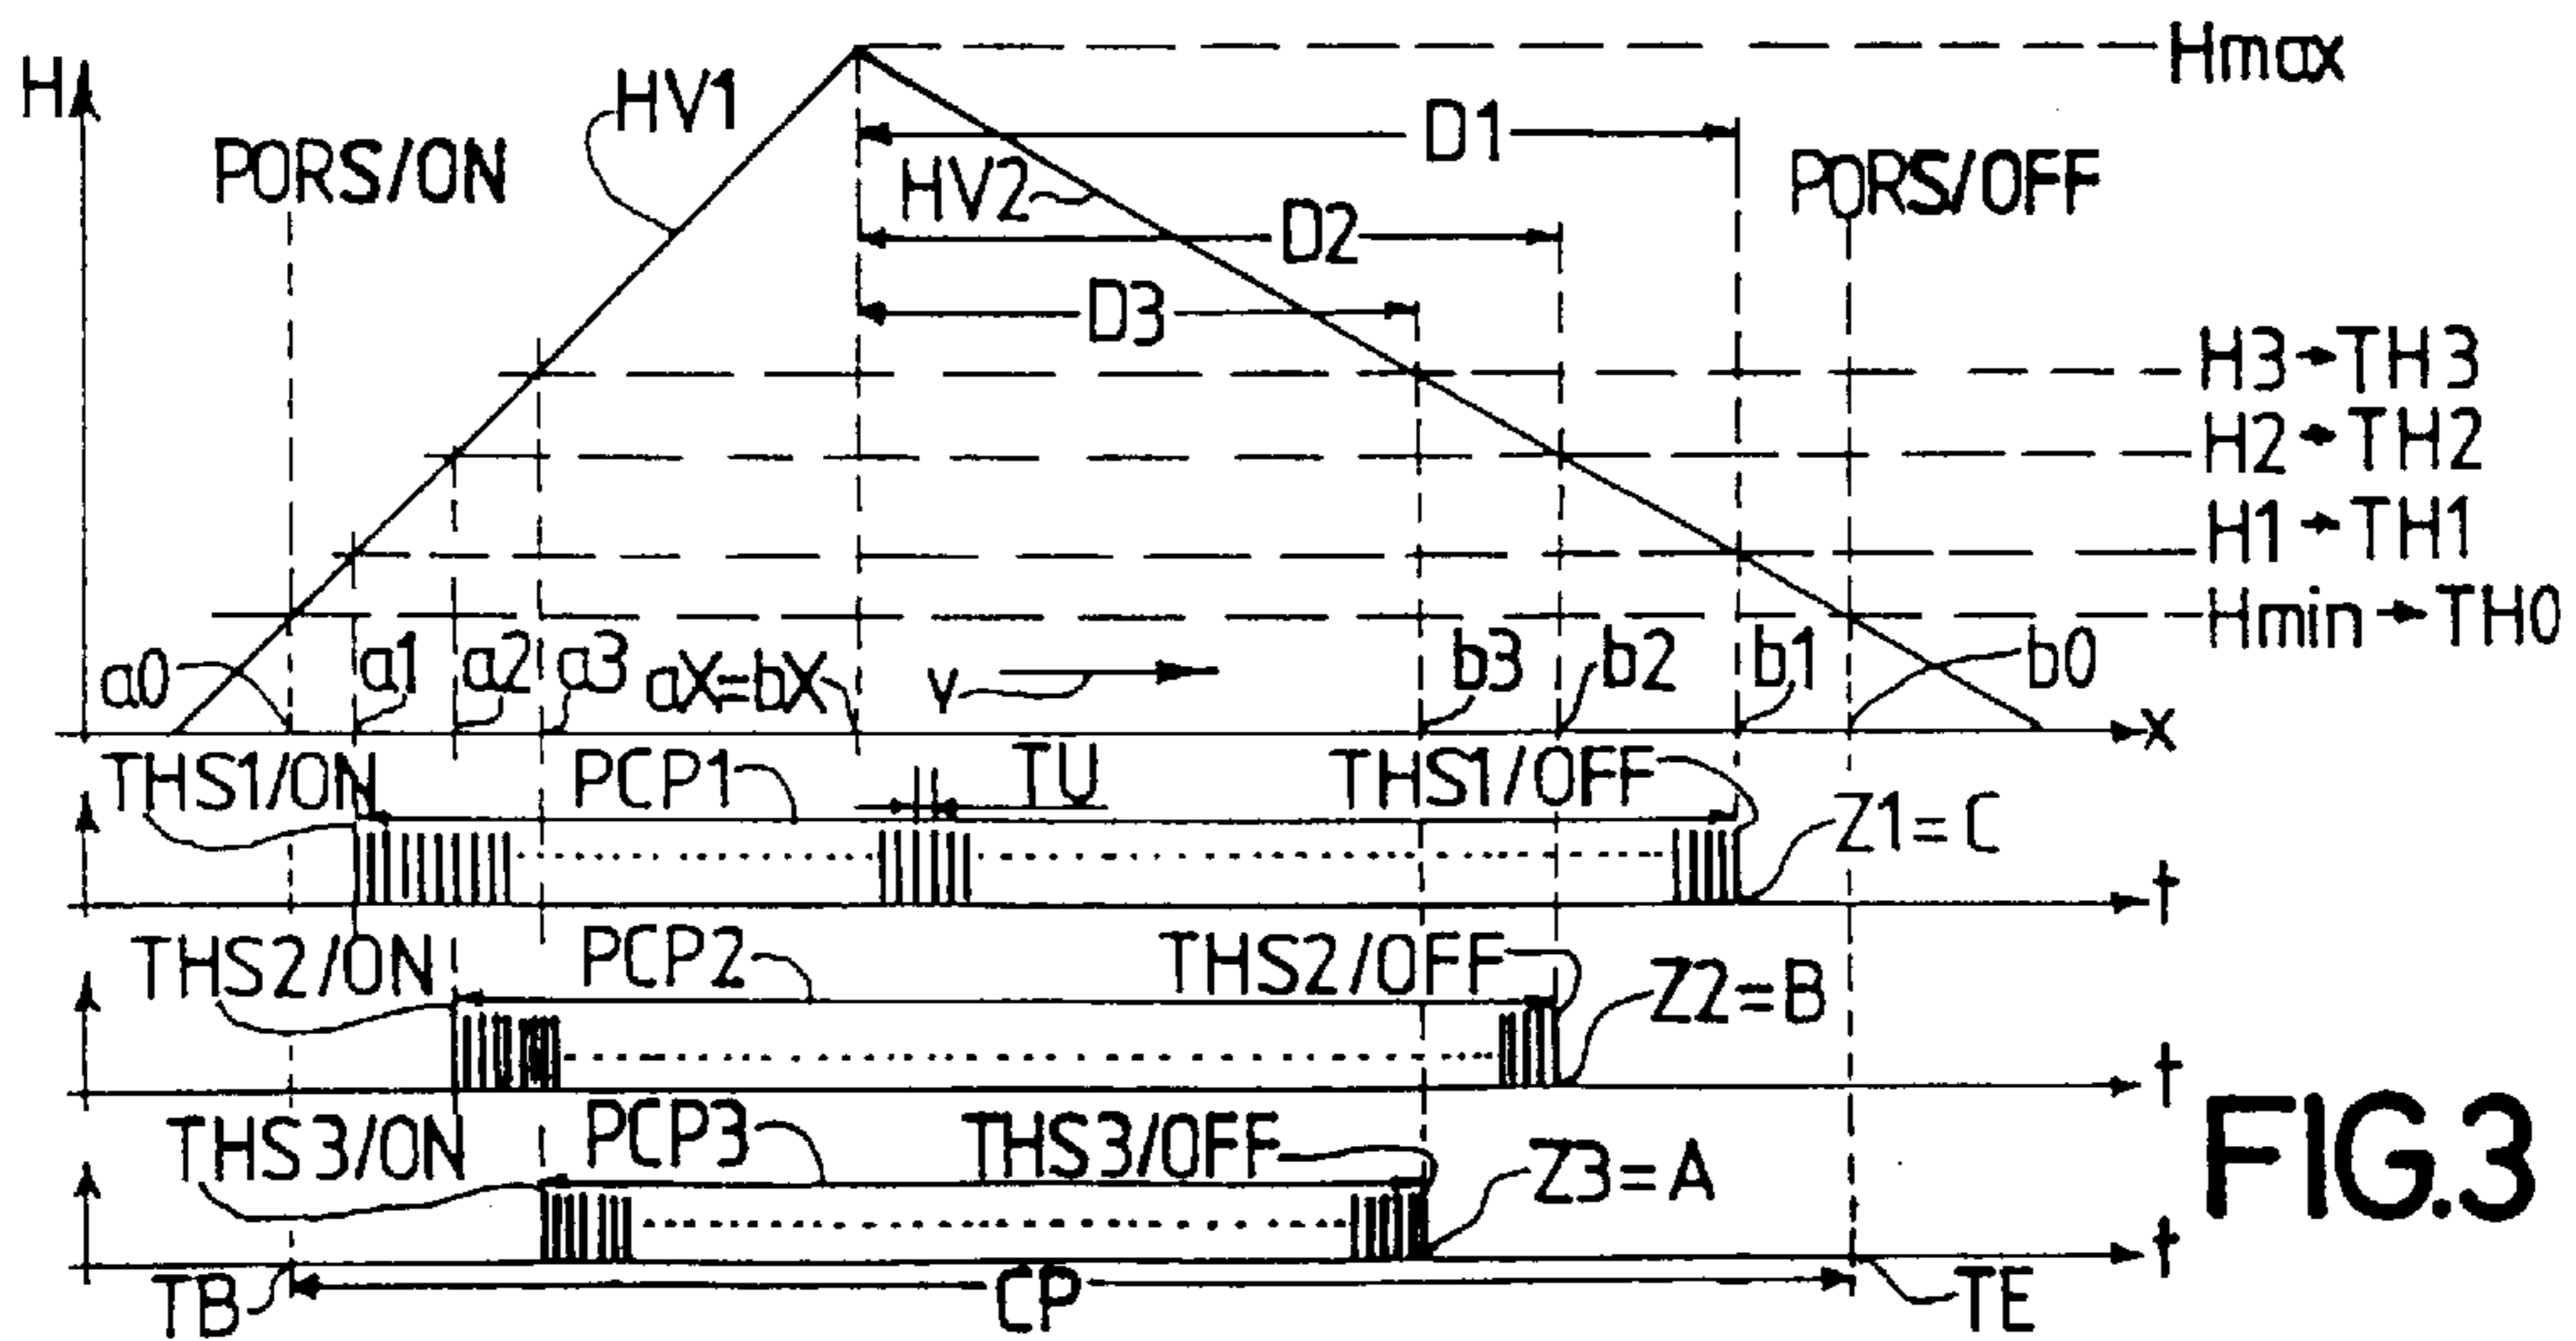 H
HV1
Hmax
D1
PORS/ON
HV2
PORS/OFF
D2
D3
H3→TH3
H2→TH2
H1→TH1
Hmin→TH0
a0
a1
a2
a3
aX=bX
v
b3
b2
b1
b0
x
THS1/ON
PCP1
TU
THS1/OFF
Z1=C
t
THS2/ON
PCP2
THS2/OFF
Z2=B
t
THS3/ON
PCP3
THS3/OFF
Z3=A
t
FIG.3
TB
CP
TE